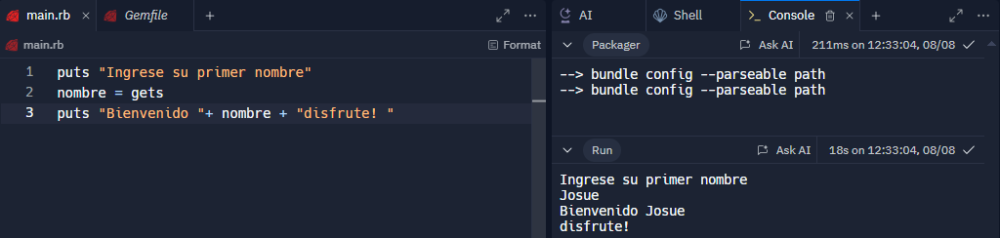 main.rb
Gemfile
main.rb
Format
1 puts "Ingrese su primer nombre"
2 nombre = gets
3 puts "Bienvenido "+ nombre + "disfrute! "
AI
Shell
Console
Packager
Ask AI
211ms on 12:33:04, 08/08
--> bundle config --parseable path
--> bundle config --parseable path
Run
Ask AI
18s on 12:33:04, 08/08
Ingrese su primer nombre
Josue
Bienvenido Josue
disfrute!